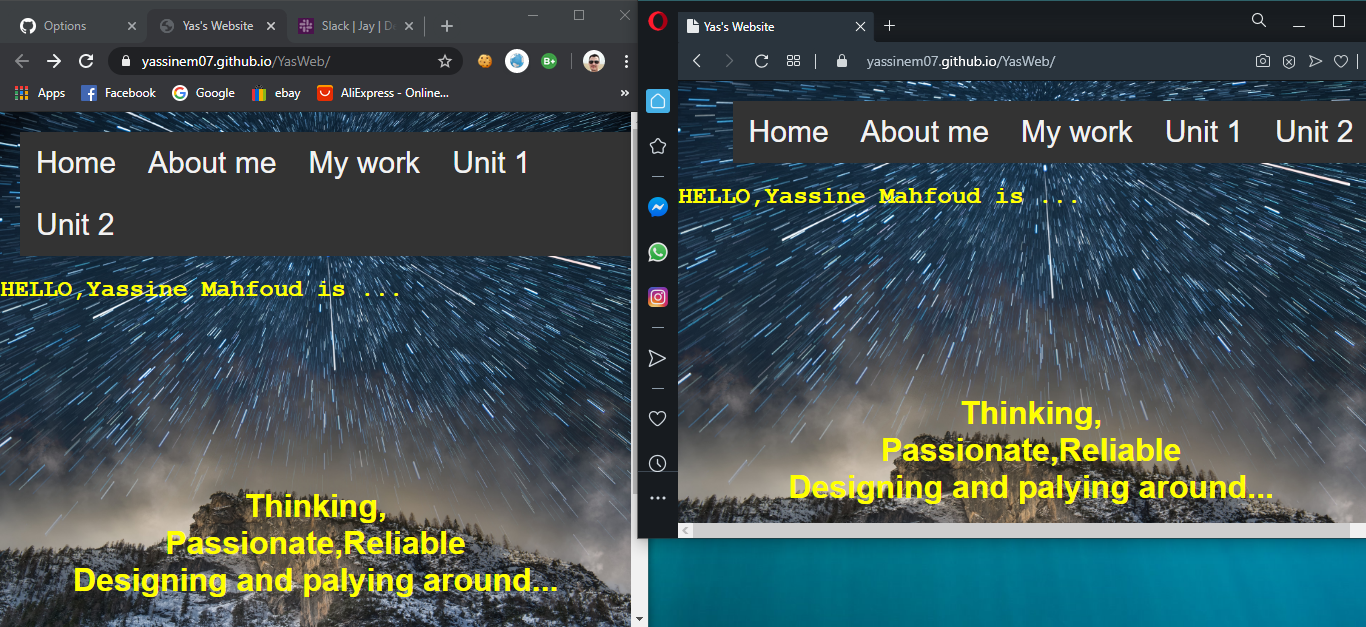 Options
Yas's Website
Slack | Jay | D
yassinem07.github.io/YasWeb/
B+
Apps
Facebook
Google
ebay
AliExpress - Online...
»
Home About me My work Unit 1
Unit 2
HELLO,Yassine Mahfoud is ...
Thinking,
Passionate,Reliable
Designing and palying around...
Yas's Website
yassinem07.github.io/YasWeb/
Home About me My work Unit 1 Unit 2
HELLO,Yassine Mahfoud is ...
Thinking,
Passionate,Reliable
Designing and palying around...